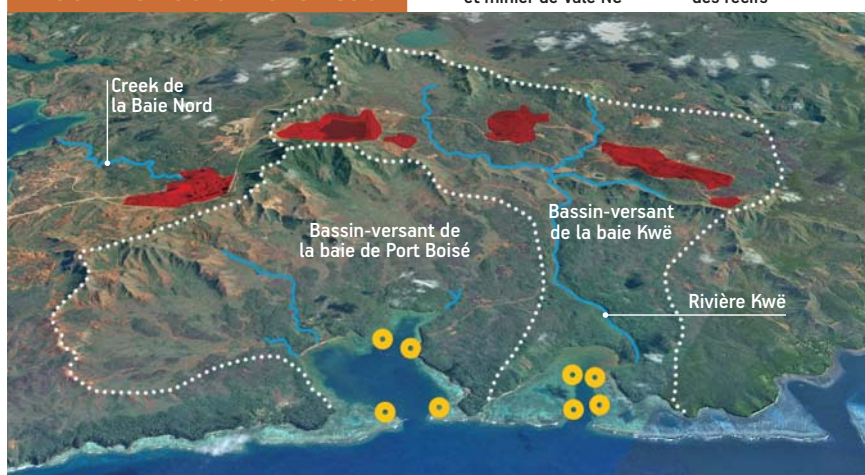 et minier de Vale NC
des récifs
Creek de
la Baie Nord
Bassin-versant de
la baie de Port Boisé
Bassin-versant
de la baie Kwë
Rivière Kwë